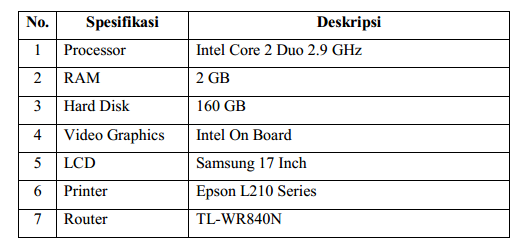 No. Spesifikasi Deskripsi
1 Processor Intel Core 2 Duo 2.9 GHz
2 RAM 2 GB
3 Hard Disk 160 GB
4 Video Graphics Intel On Board
5 LCD Samsung 17 Inch
6 Printer Epson L210 Series
7 Router TL-WR840N